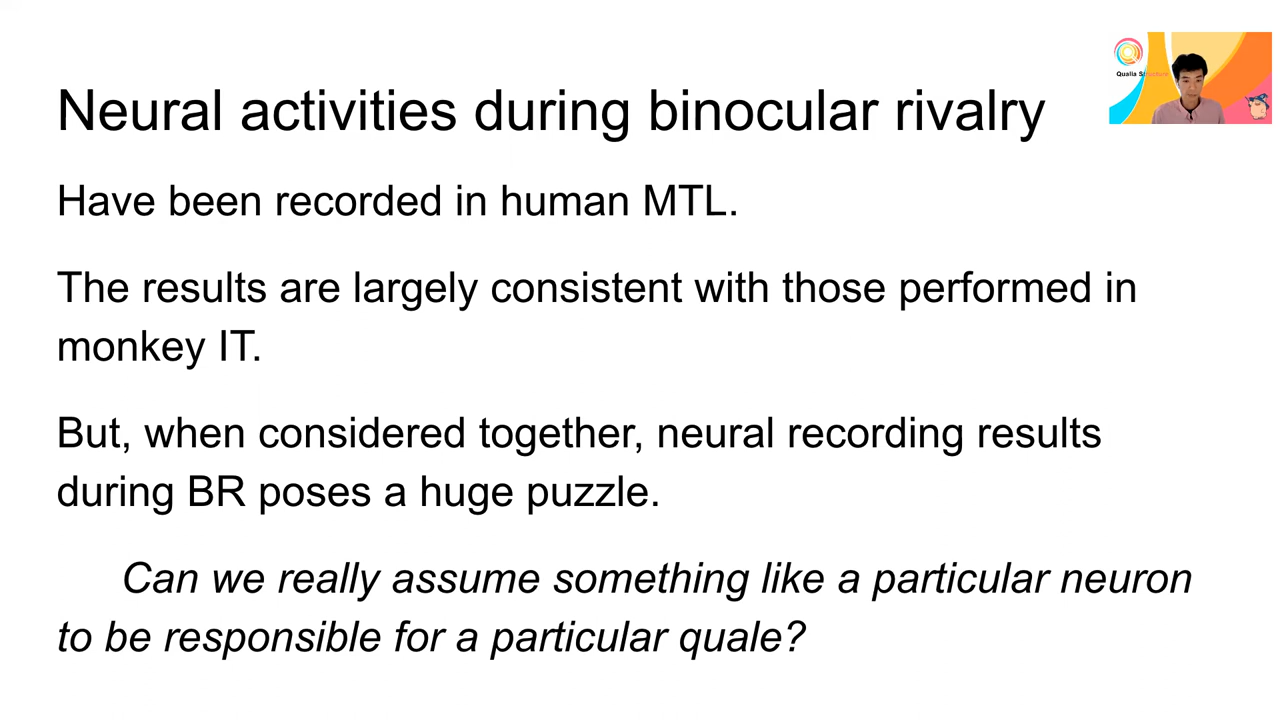 Qualia Structure
Neural activities during binocular rivalry
Have been recorded in human MTL.
The results are largely consistent with those performed in
monkey IT.
But, when considered together, neural recording results
during BR poses a huge puzzle.
Can we really assume something like a particular neuron
to be responsible for a particular quale?